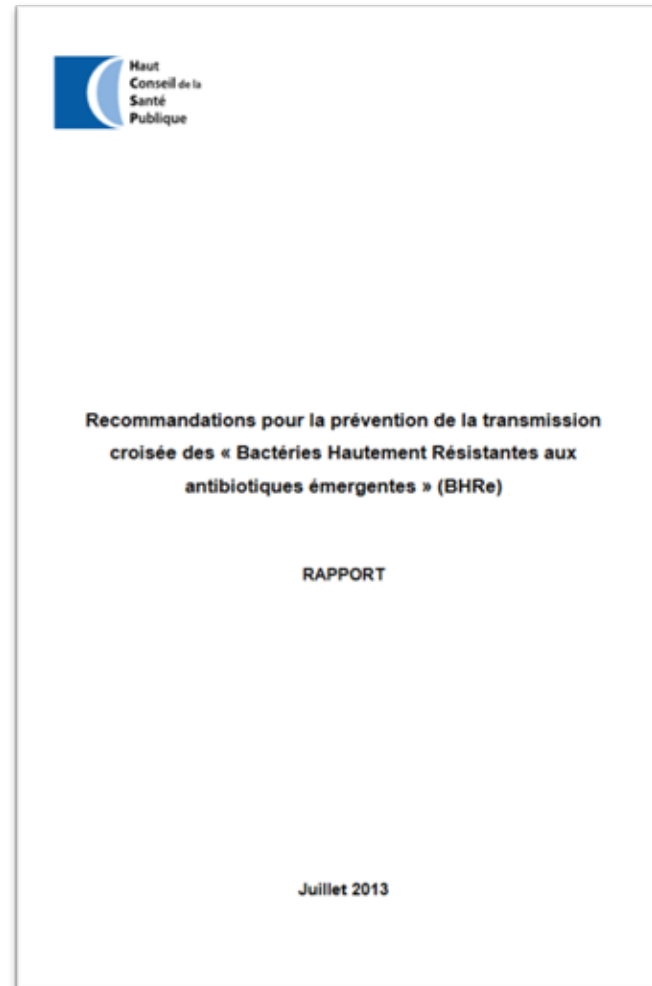 Haut
Conseil de la
Santé
Publique
Recommandations pour la prévention de la transmission
croisée des « Bactéries Hautement Résistantes aux
antibiotiques émergentes » (BHRe)
RAPPORT
Juillet 2013